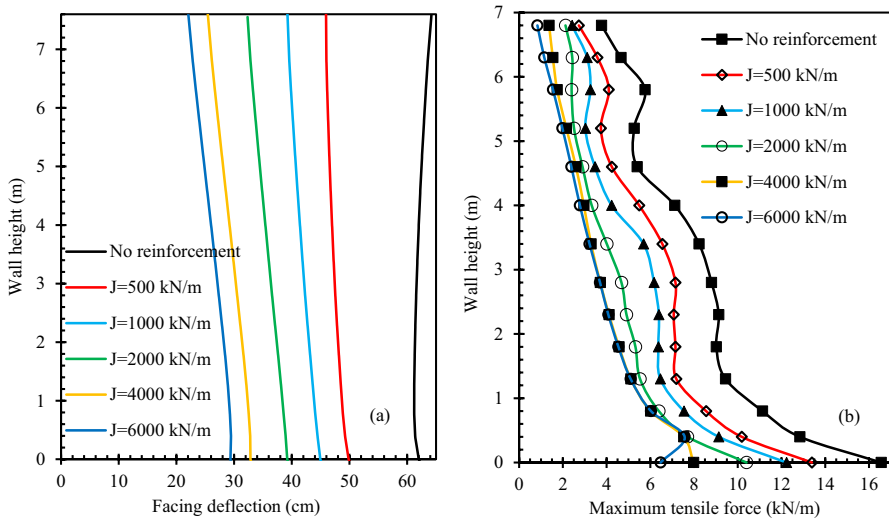 7
6
5
4
3
2
1
0
0
20
40
60
Wall height (m)
Facing deflection (cm)
No reinforcement
J=500 kN/m
J=1000 kN/m
J=2000 kN/m
J=4000 kN/m
J=6000 kN/m
(a)
7
6
5
4
3
2
1
0
0
2
4
6
8
10
12
14
16
Wall height (m)
Maximum tensile force (kN/m)
No reinforcement
J=500 kN/m
J=1000 kN/m
J=2000 kN/m
J=4000 kN/m
J=6000 kN/m
(b)